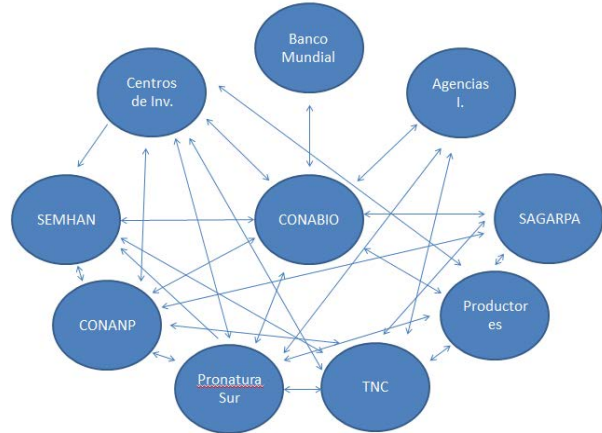 Banco
Mundial
Centros
de Inv.
Agencias
I.
SEMHAN
CONABIO
SAGARPA
CONANP
Productor
es
Pronatura
Sur
TNC